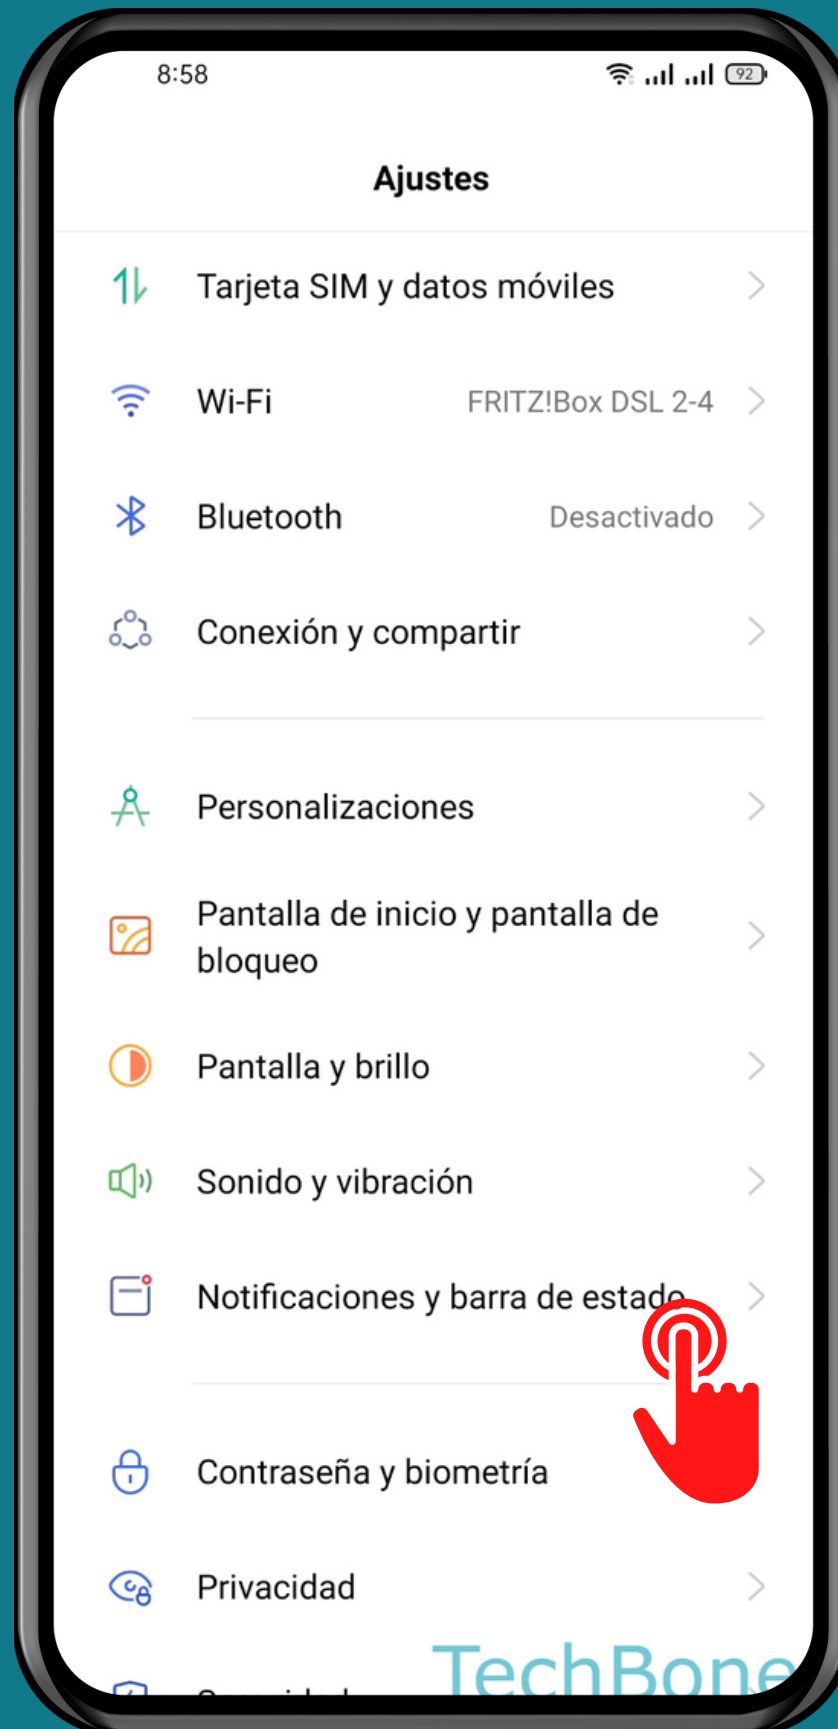 8:58
92
Ajustes
Tarjeta SIM y datos móviles
Wi-Fi
FRITZ!Box DSL 2-4
Bluetooth
Desactivado
Conexión y compartir
Personalizaciones
Pantalla de inicio y pantalla de
bloqueo
Pantalla y brillo
Sonido y vibración
Notificaciones y barra de estado
Contraseña y biometría
Privacidad
TechBone